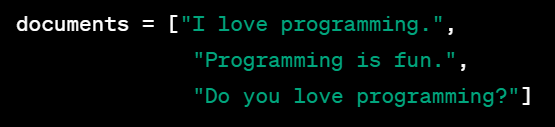 documents = ["I love programming.",
"Programming is fun.",
"Do you love programming?"]